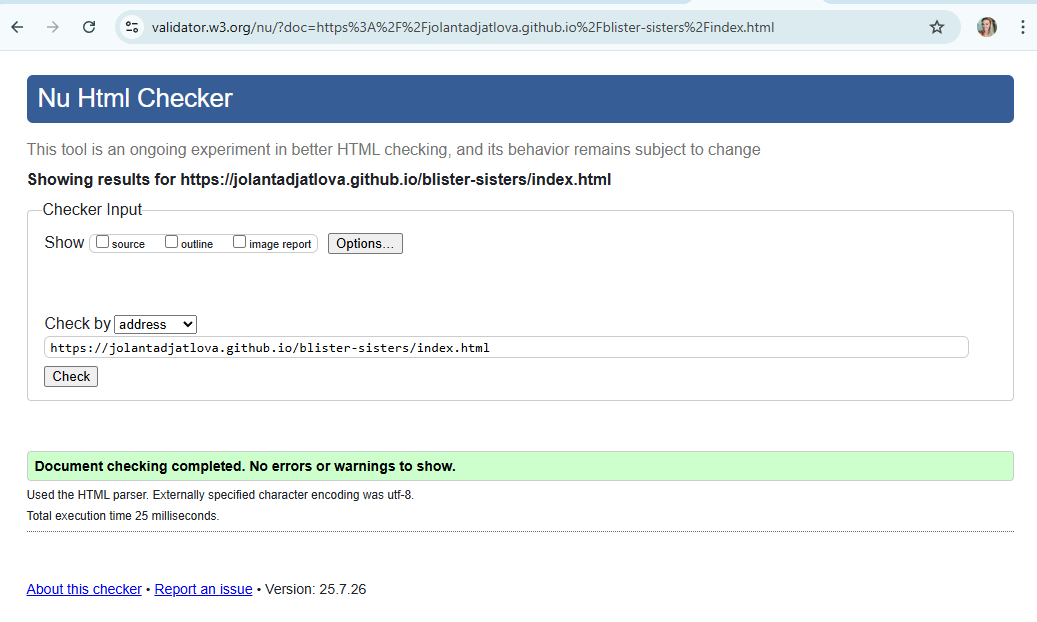 validator.w3.org/nu/?doc=https%3A%2F%2Fjolantadjatlova.github.io%2Fblister-sisters%2Findex.html
Nu Html Checker
This tool is an ongoing experiment in better HTML checking, and its behavior remains subject to change
Showing results for https://jolantadjatlova.github.io/blister-sisters/index.html
Checker Input
Show source outline image report Options...
Check by address
https://jolantadjatlova.github.io/blister-sisters/index.html
Check
Document checking completed. No errors or warnings to show.
Used the HTML parser. Externally specified character encoding was utf-8.
Total execution time 25 milliseconds.
About this checker • Report an issue • Version: 25.7.26